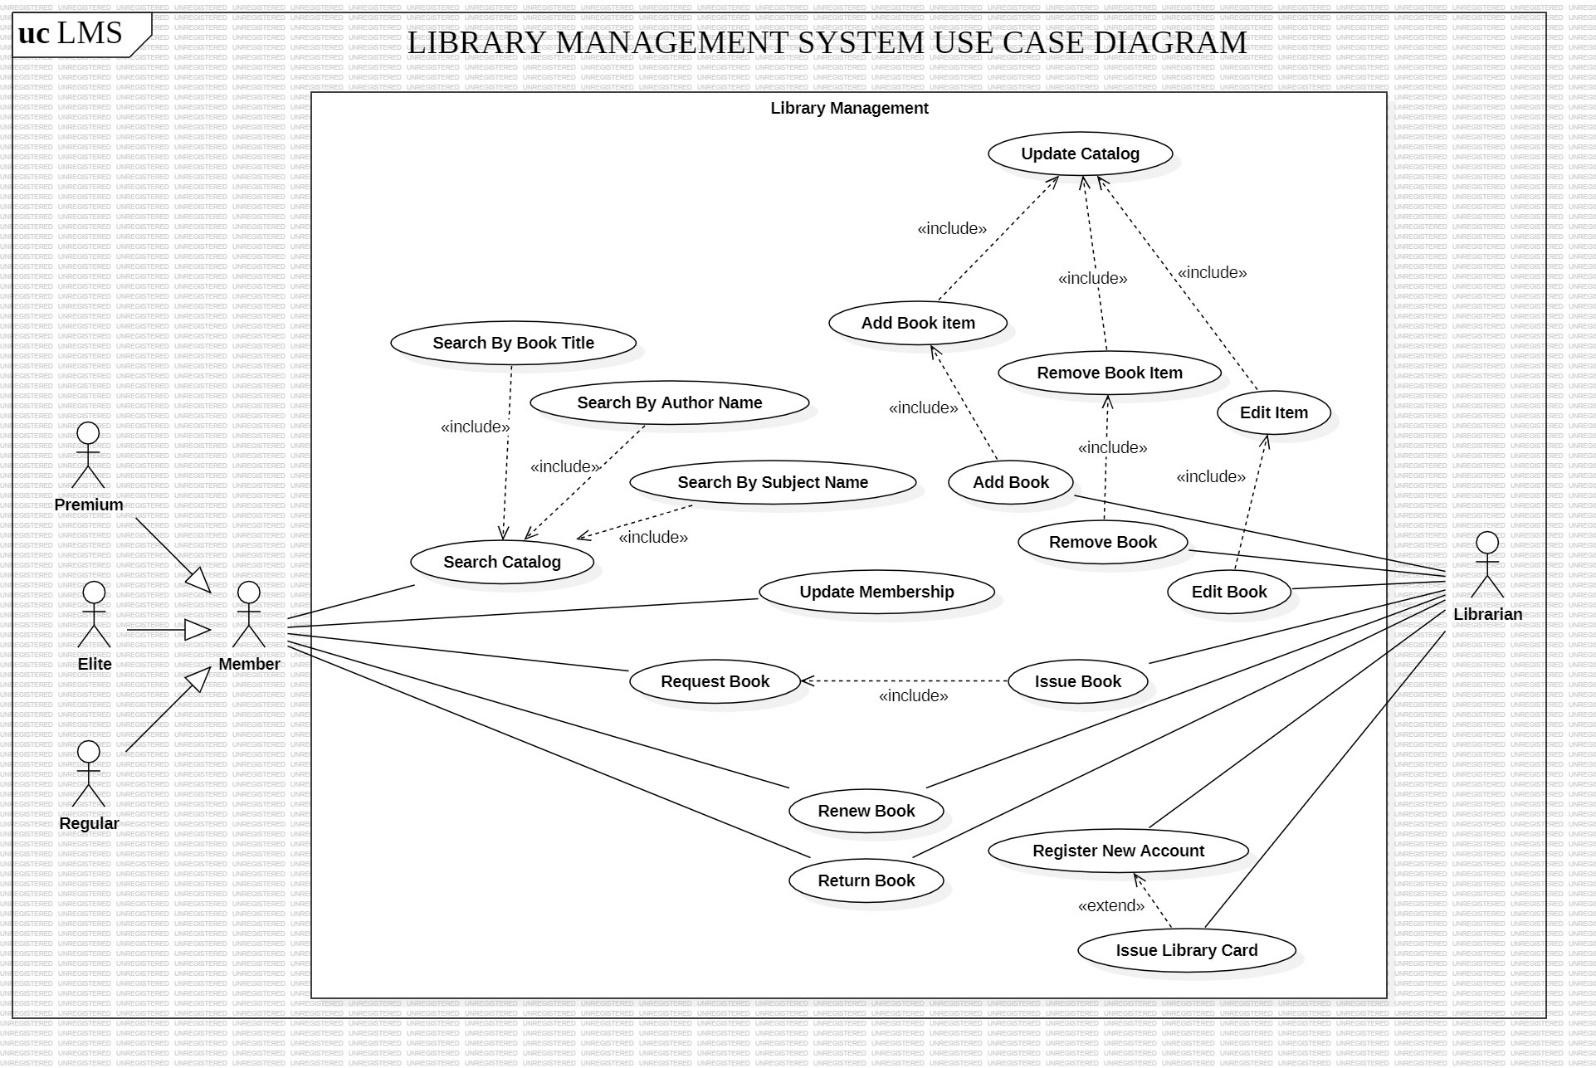 uc LMS
LIBRARY MANAGEMENT SYSTEM USE CASE DIAGRAM
Library Management
Update Catalog
«include»
«include»
«include»
Add Book item
Search By Book Title
Remove Book Item
Search By Author Name
«include»
Edit Item
«include»
«include»
«include»
«include»
Search By Subject Name
Add Book
Premium
«include»
Remove Book
Search Catalog
Update Membership
Edit Book
Librarian
Elite
Member
Request Book
«include»
Issue Book
Renew Book
Regular
Register New Account
Return Book
«extend»
Issue Library Card
UNREGISTERED